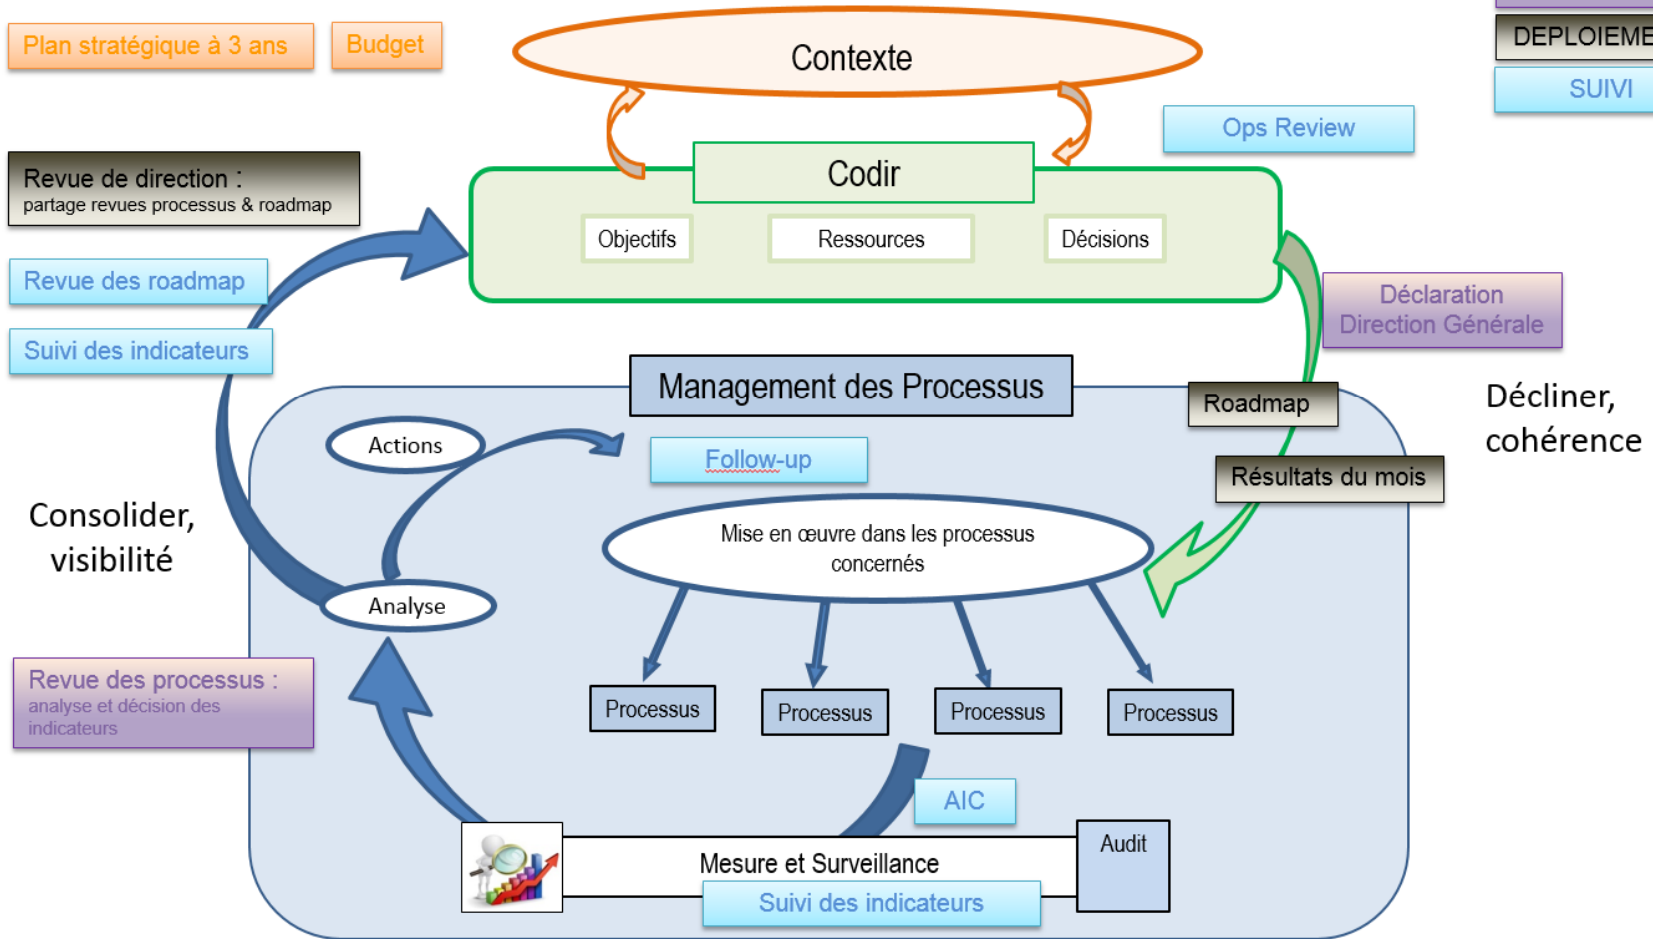 Plan stratégique à 3 ans
Budget
Contexte
SUIVI
Ops Review
Codir
Revue de direction :
partage revues processus & roadmap
Objectifs
Ressources
Décisions
Revue des roadmap
Déclaration
Direction Générale
Suivi des indicateurs
Management des Processus
Roadmap
Décliner,
cohérence
Actions
Follow-up
Résultats du mois
Consolider,
visibilité
Mise en œuvre dans les processus
concernés
Analyse
Revue des processus :
analyse et décision des
indicateurs
Processus
Processus
Processus
Processus
AIC
Mesure et Surveillance
Audit
Suivi des indicateurs